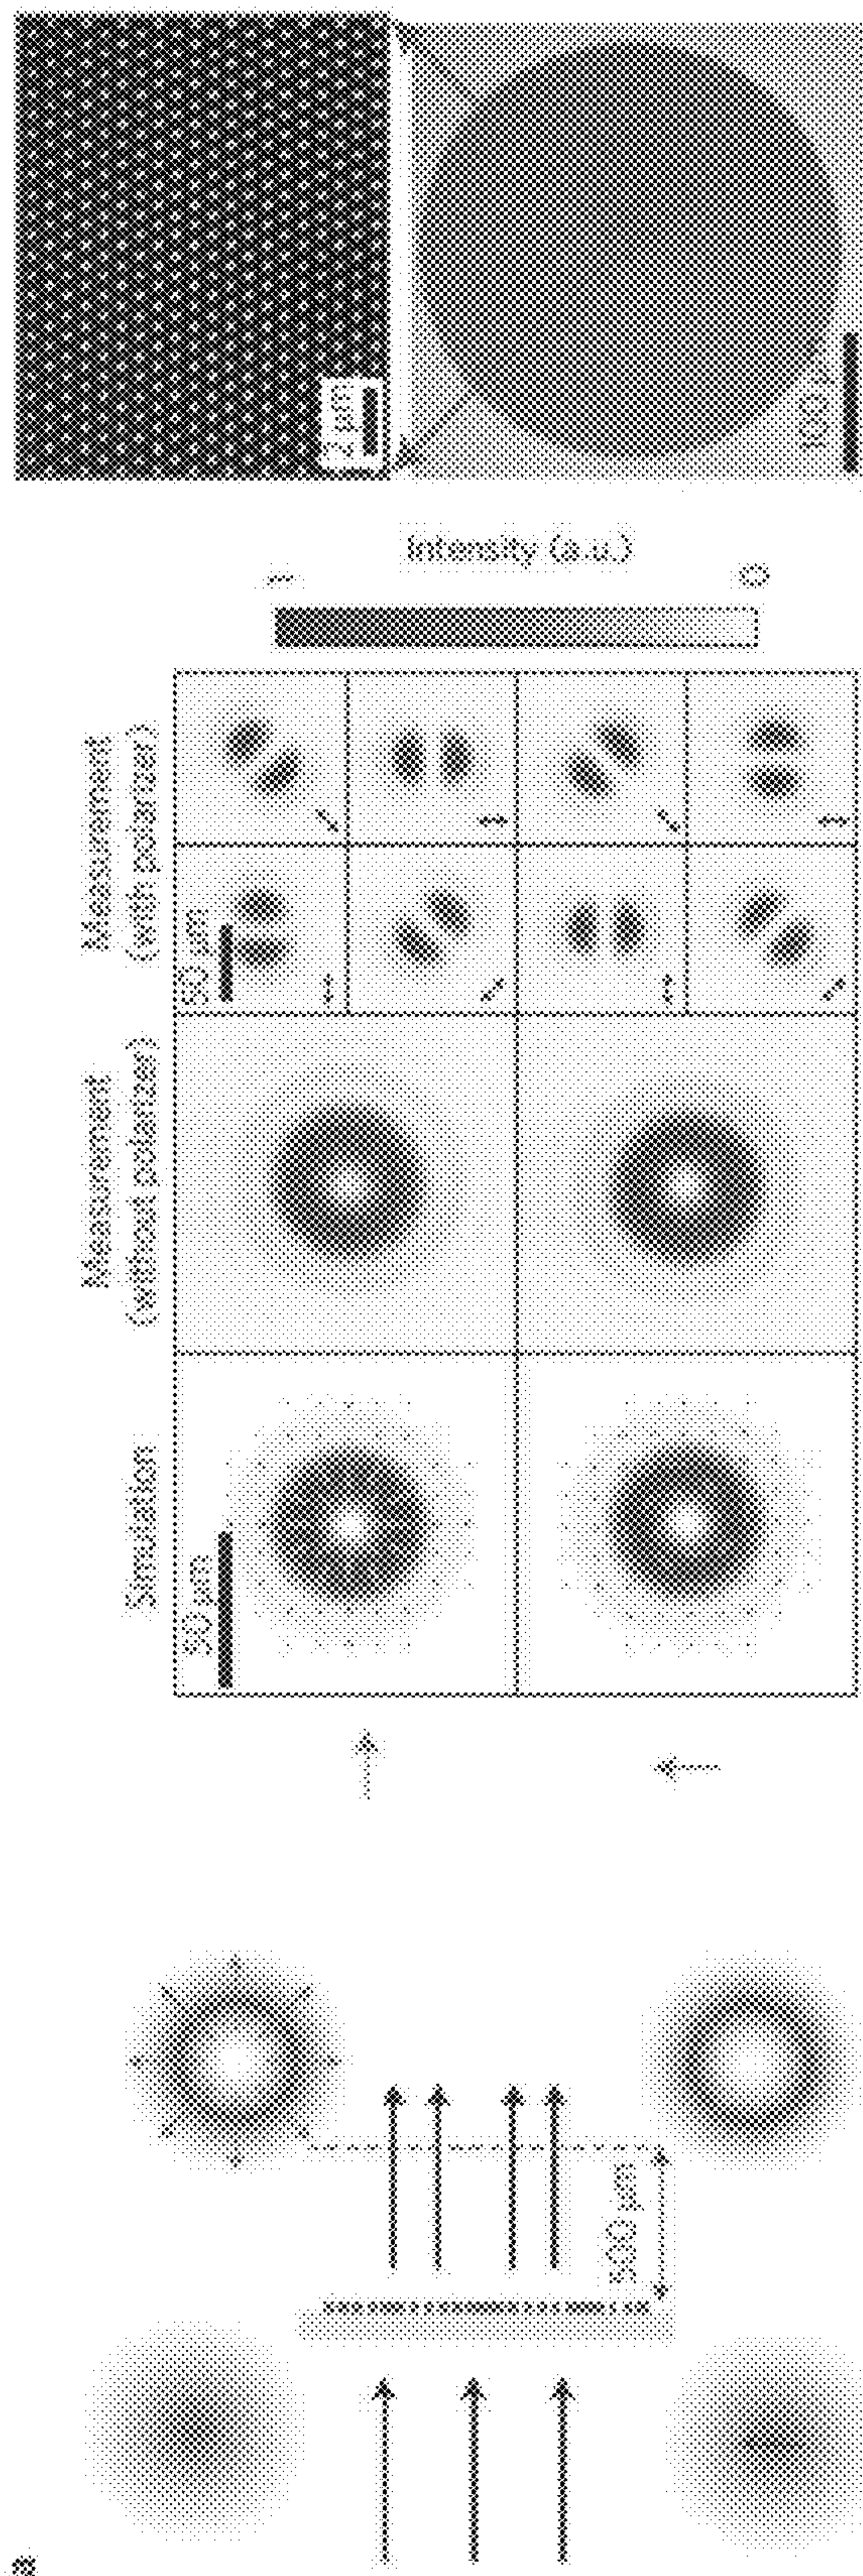 a
300 µm
Simulation
Measurement
(without polarizer)
Measurement
(with polarizer)
50 µm
50 µm
1
Intensity (a.u.)
0
2 µm
100 µm